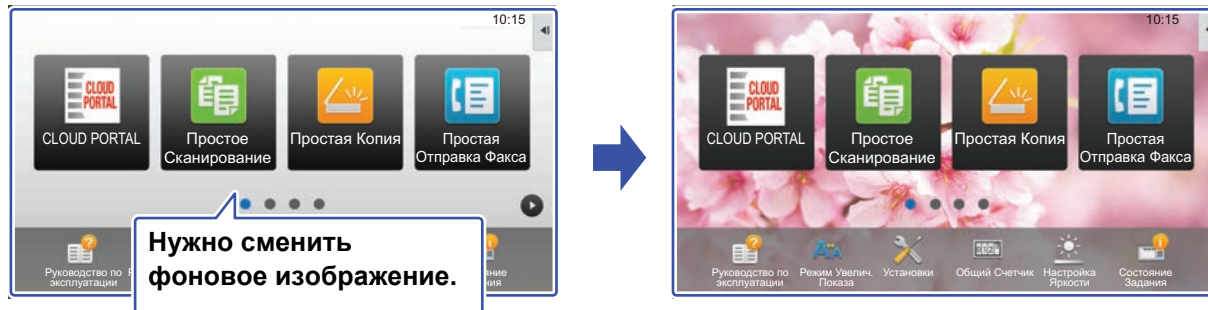 10:15
CLOUD
PORTAL
CLOUD PORTAL
Простое
Сканирование
Простая Копия
Простая
Отправка Факса
Нужно сменить
фоновое изображение.
Руководство по
эксплуатации
10:15
CLOUD
PORTAL
CLOUD PORTAL
Простое
Сканирование
Простая Копия
Простая
Отправка Факса
Руководство по
эксплуатации
Режим Увелич.
Показа
Установки
Общий Счетчик
Настройка
Яркости
Состояние
Задания